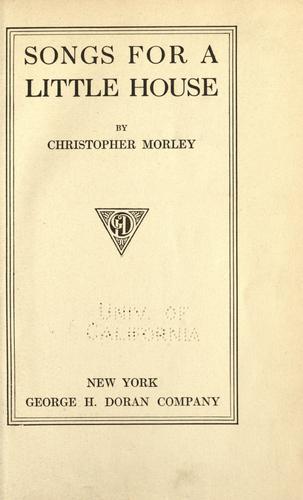 SONGS FOR A
LITTLE HOUSE
BY
CHRISTOPHER MORLEY
GHD
UNIV. OF
CALIFORNIA
NEW YORK
GEORGE H. DORAN COMPANY